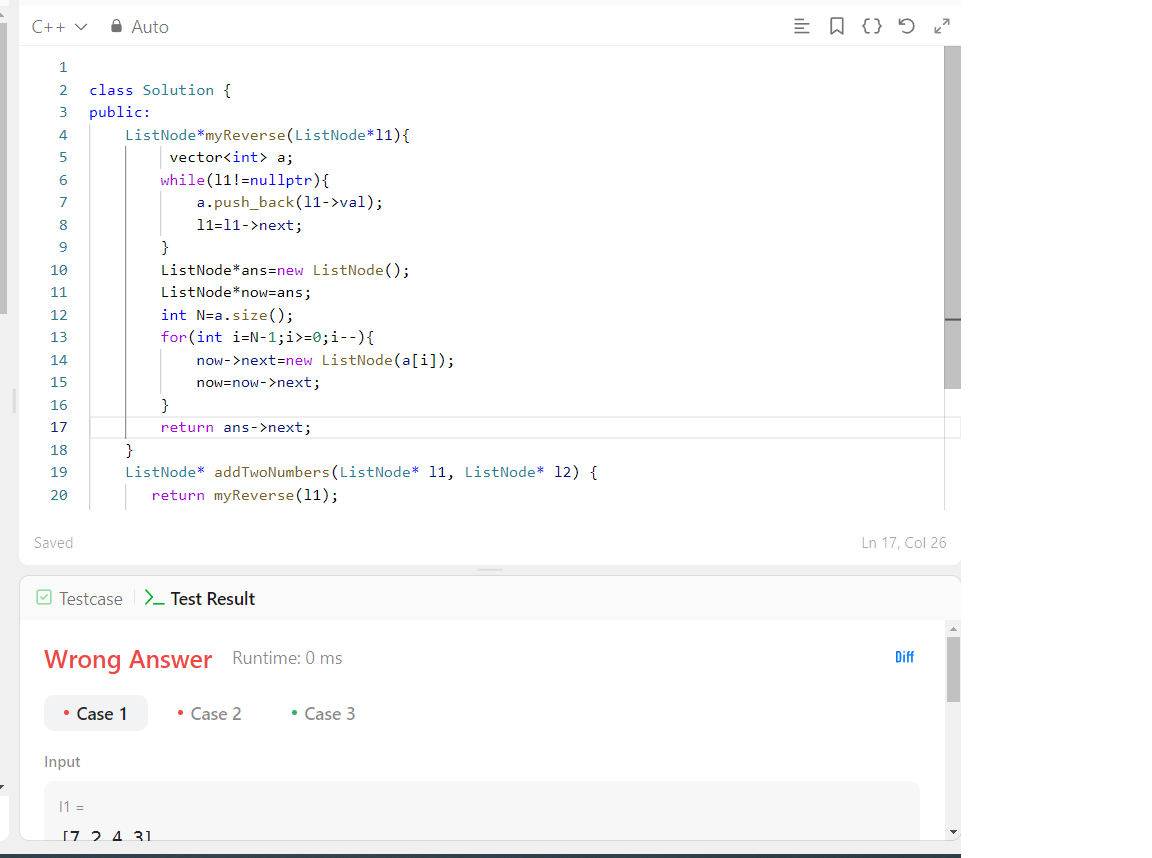 C++ Auto
1
2 class Solution {
3 public:
4 ListNode*myReverse(ListNode*l1){
5 vector<int> a;
6 while(l1!=nullptr){
7 a.push_back(l1->val);
8 l1=l1->next;
9 }
10 ListNode*ans=new ListNode();
11 ListNode*now=ans;
12 int N=a.size();
13 for(int i=N-1;i>=0;i--){
14 now->next=new ListNode(a[i]);
15 now=now->next;
16 }
17 return ans->next;
18 }
19 ListNode* addTwoNumbers(ListNode* l1, ListNode* l2) {
20 return myReverse(l1);
Saved Ln 17, Col 26
Testcase >_ Test Result
Wrong Answer Runtime: 0 ms Diff
• Case 1 • Case 2 • Case 3
Input
l1 =
[7,2,4,3]